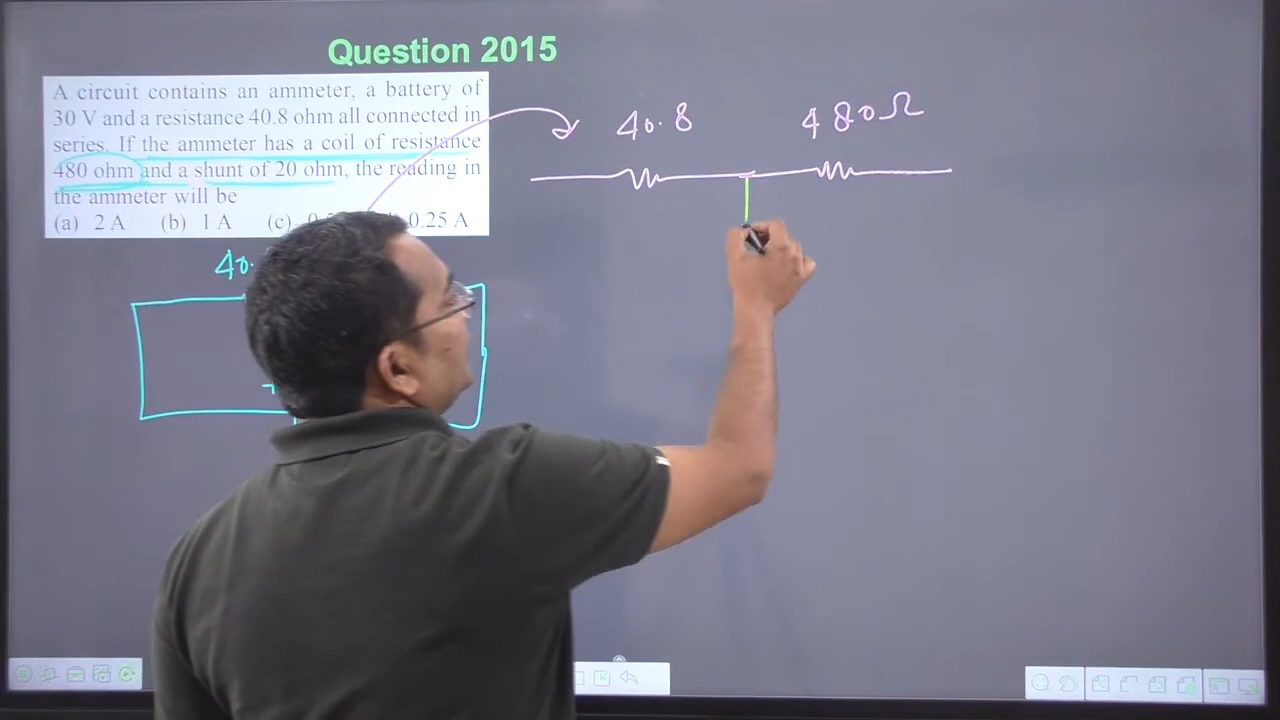 Question 2015
A circuit contains an ammeter, a battery of
30 V and a resistance 40.8 ohm all connected in
series. If the ammeter has a coil of resistance
480 ohm and a shunt of 20 ohm, the reading in
the ammeter will be
(a) 2 A (b) 1 A (c) 0.25 A
40.8 480Ω
40.